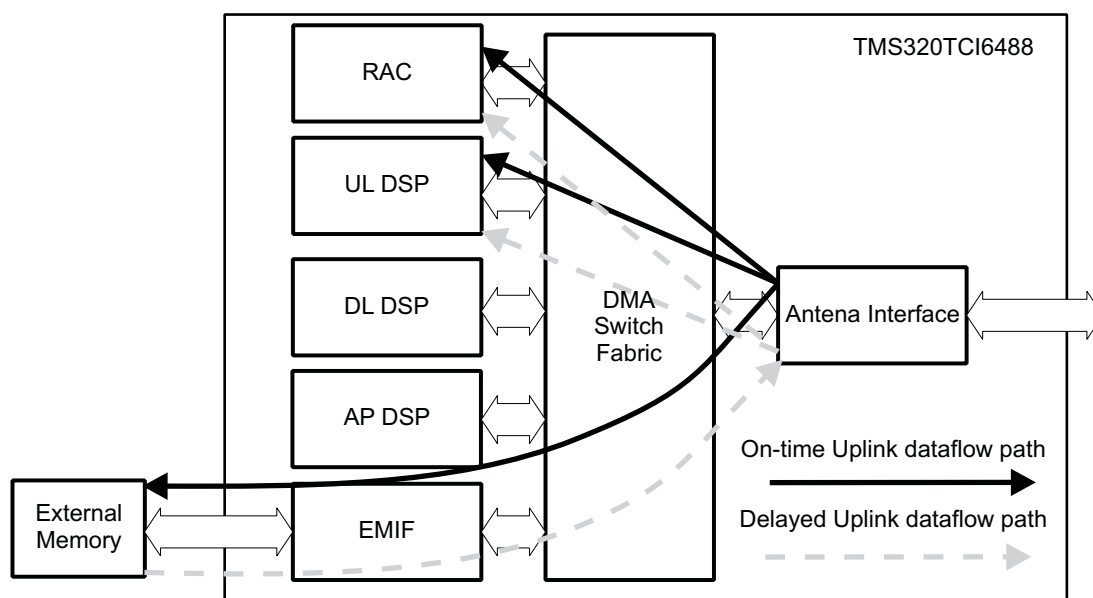 TMS320TCI6488
RAC
UL DSP
DL DSP
DMA
Switch
Fabric
Antena Interface
AP DSP
On-time Uplink dataflow path
External
Memory
EMIF
Delayed Uplink dataflow path